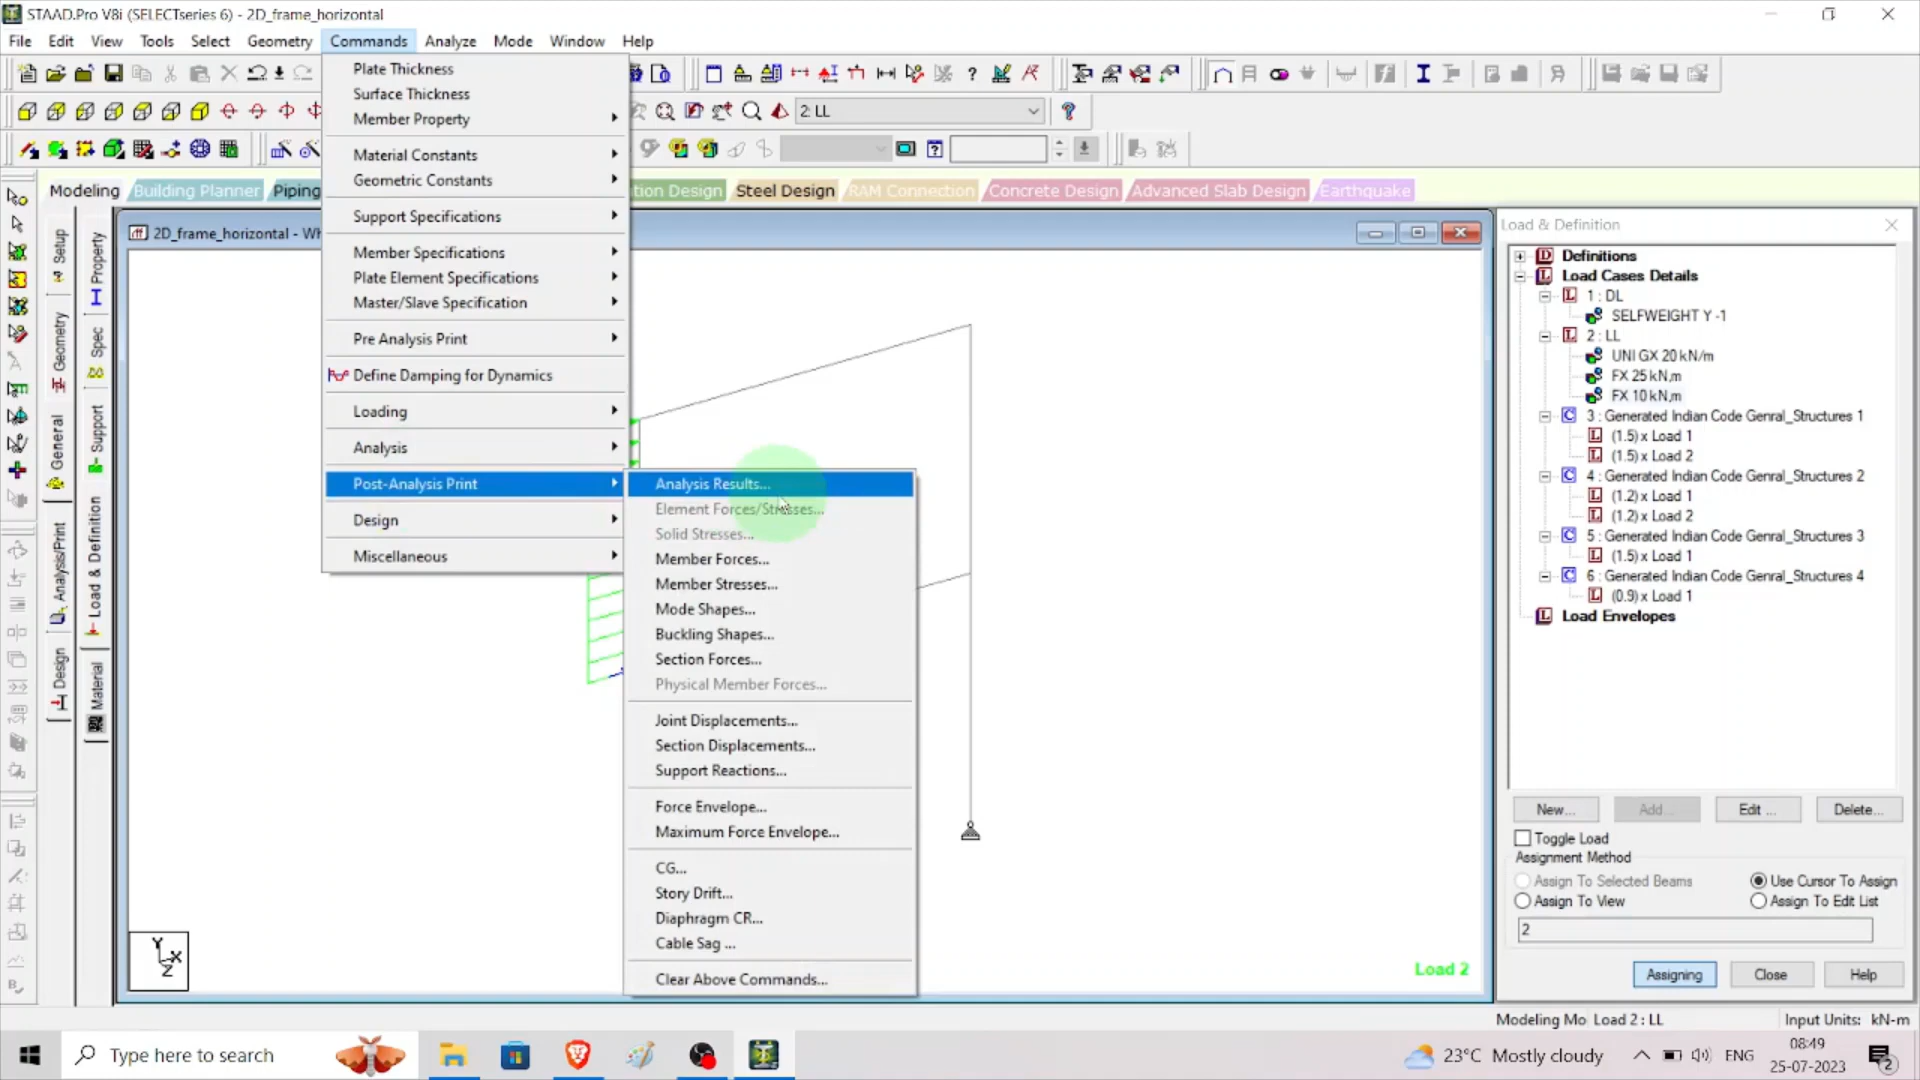 STAAD.Pro V8i (SELECTseries 6) - 2D_frame_horizontal
File Edit View Tools Select Geometry Commands Analyze Mode Window Help
2: LL
Modeling Building Planner Piping tion Design Steel Design RAM Connection Concrete Design Advanced Slab Design Earthquake
Plate Thickness
Surface Thickness
Member Property
Material Constants
Geometric Constants
Support Specifications
Member Specifications
Plate Element Specifications
Master/Slave Specification
Pre Analysis Print
Define Damping for Dynamics
Loading
Analysis
Post-Analysis Print
Design
Miscellaneous
Analysis Results...
Element Forces/Stresses...
Solid Stresses...
Member Forces...
Member Stresses...
Mode Shapes...
Buckling Shapes...
Section Forces...
Physical Member Forces...
Joint Displacements...
Section Displacements...
Support Reactions...
Force Envelope...
Maximum Force Envelope...
CG...
Story Drift...
Diaphragm CR...
Cable Sag ...
Clear Above Commands...
Setup
Geometry
General
Analysis/Print
Design
Property
Spec
Support
Load & Definition
Material
2D_frame_horizontal - Wh
Y
X
Z
Load 2
Load & Definition
Definitions
Load Cases Details
1 : DL
SELFWEIGHT Y -1
2 : LL
UNI GX 20 kN/m
FX 25 kN,m
FX 10 kN,m
3 : Generated Indian Code Genral_Structures 1
(1.5) x Load 1
(1.5) x Load 2
4 : Generated Indian Code Genral_Structures 2
(1.2) x Load 1
(1.2) x Load 2
5 : Generated Indian Code Genral_Structures 3
(1.5) x Load 1
6 : Generated Indian Code Genral_Structures 4
(0.9) x Load 1
Load Envelopes
New... Add... Edit ... Delete...
Toggle Load
Assignment Method
Assign To Selected Beams Use Cursor To Assign
Assign To View Assign To Edit List
2
Assigning Close Help
Modeling Mo Load 2 : LL Input Units: kN-m
Type here to search
23°C Mostly cloudy
ENG
08:49
25-07-2023
2